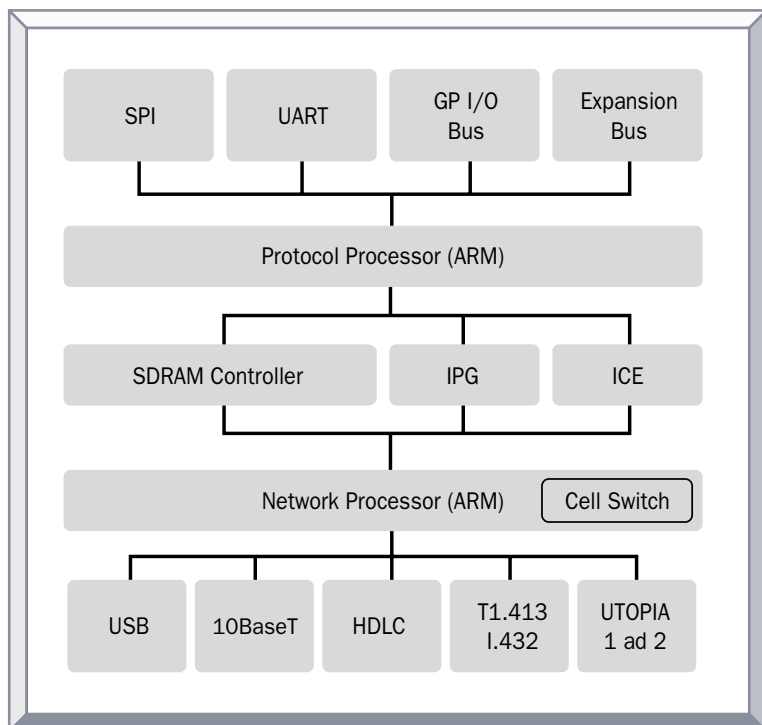 SPI
UART
GP I/O
Bus
Expansion
Bus
Protocol Processor (ARM)
SDRAM Controller
IPG
ICE
Network Processor (ARM)
Cell Switch
USB
10BaseT
HDLC
T1.413
I.432
UTOPIA
1 ad 2